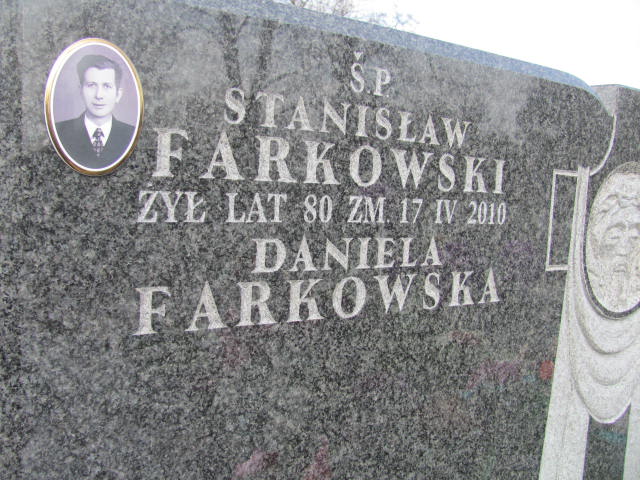 ŚP.
STANISŁAW
FARKOWSKI
ŻYŁ LAT 80 ZM. 17 IV 2010
DANIELA
FARKOWSKA